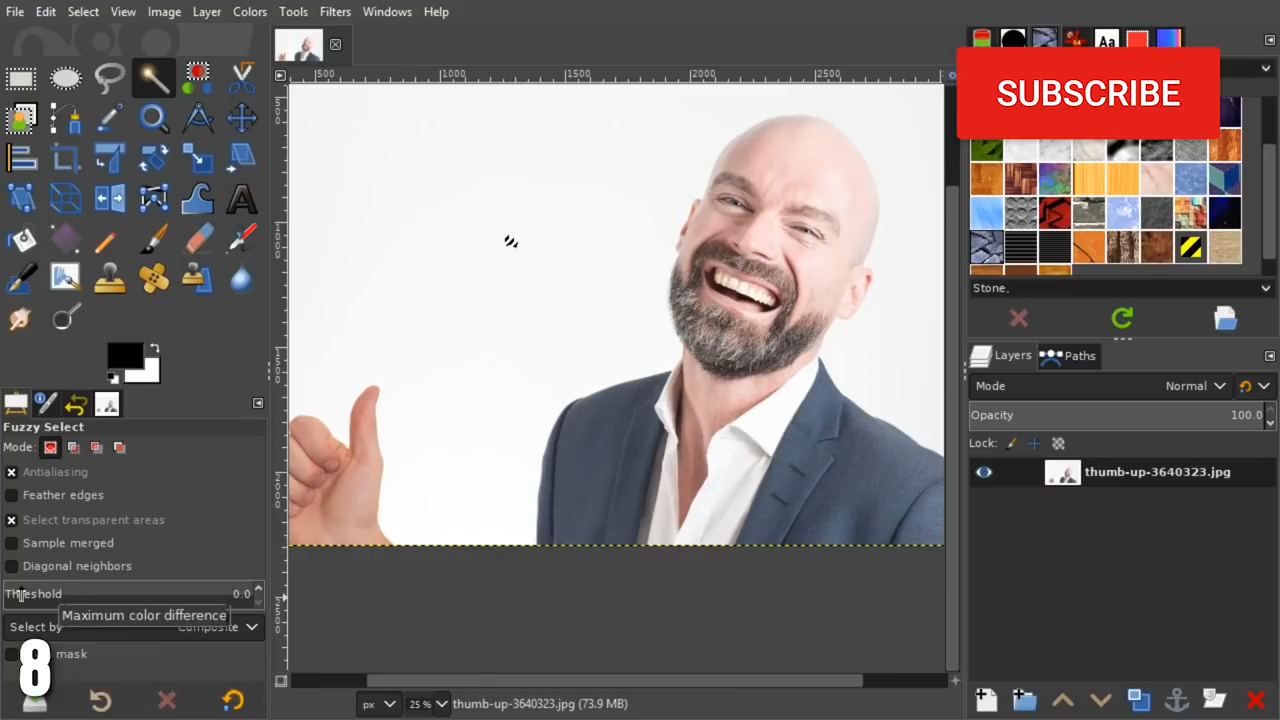 File Edit Select View Image Layer Colors Tools Filters Windows Help
500 1000 1500 2000 2500
SUBSCRIBE
Aa
Stone,
Layers Paths
Mode Normal
Opacity 100.0
Lock:
thumb-up-3640323.jpg
Fuzzy Select
Mode:
Antialiasing
Feather edges
Select transparent areas
Sample merged
Diagonal neighbors
Threshold 0.0
Maximum color difference
Select by Composite
mask
8
px 25 % thumb-up-3640323.jpg (73.9 MB)